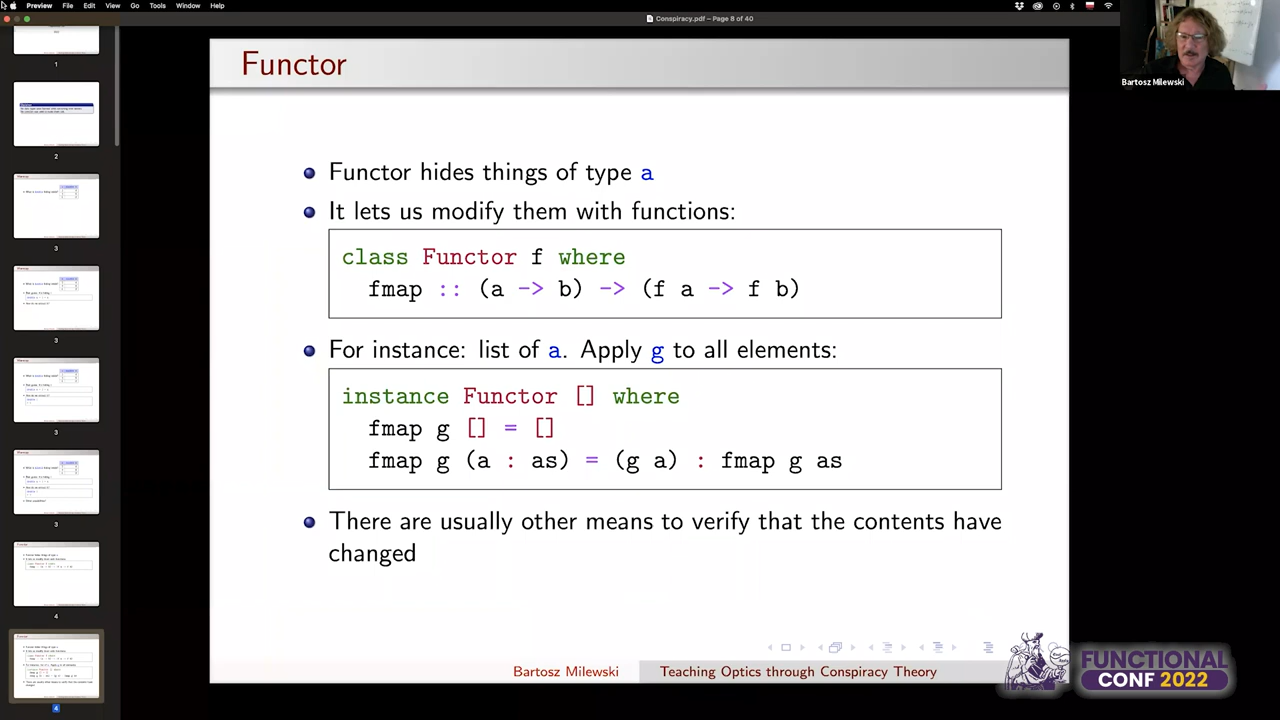 Preview File Edit View Go Tools Window Help
Conspiracy.pdf – Page 8 of 40
Bartosz Milewski
1
2
3
3
3
3
4
4
Functor
Functor hides things of type a
It lets us modify them with functions:
class Functor f where
fmap :: (a -> b) -> (f a -> f b)
For instance: list of a. Apply g to all elements:
instance Functor [] where
fmap g [] = []
fmap g (a : as) = (g a) : fmap g as
There are usually other means to verify that the contents have
changed
Bartosz Milewski
Teaching Optics through Conspiracy Theory
FUNCTIONAL
CONF 2022